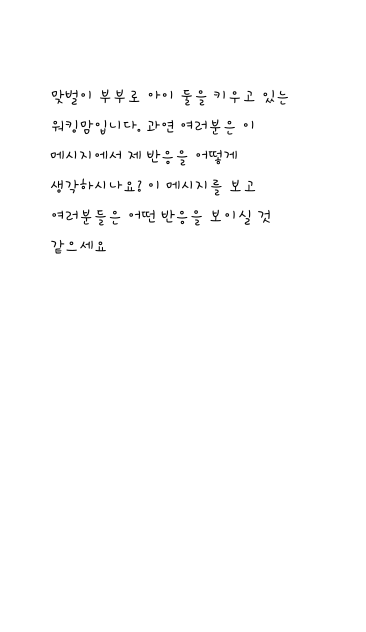 맞벌이 부부로 아이 둘을 키우고 있는
워킹맘입니다. 과연 여러분은 이
메시지에서 제 반응을 어떻게
생각하시나요? 이 메시지를 보고
여러분들은 어떤 반응을 보이실 것
같으세요